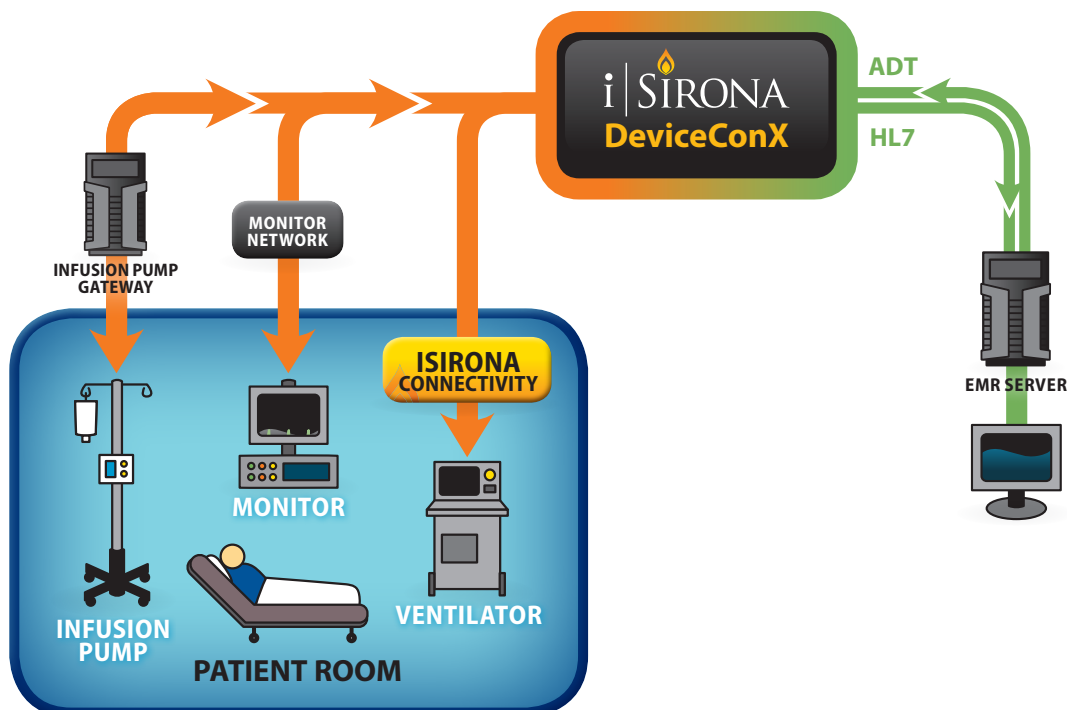 i|SIRONA
DeviceConX
ADT
HL7
MONITOR
NETWORK
INFUSION PUMP
GATEWAY
ISIRONA
CONNECTIVITY
EMR SERVER
MONITOR
VENTILATOR
INFUSION
PUMP
PATIENT ROOM